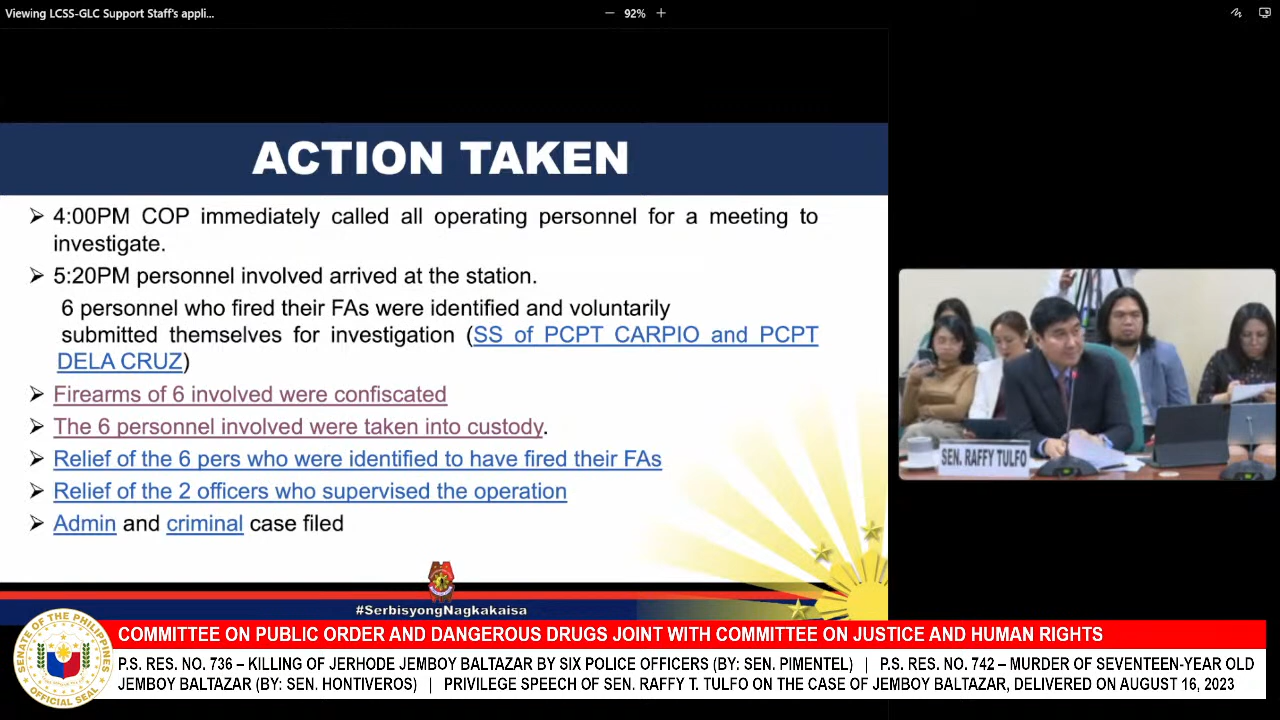 Viewing LCSS-GLC Support Staff's appli...
92%
ACTION TAKEN
4:00PM COP immediately called all operating personnel for a meeting to
investigate.
5:20PM personnel involved arrived at the station.
6 personnel who fired their FAs were identified and voluntarily
submitted themselves for investigation (SS of PCPT CARPIO and PCPT
DELA CRUZ)
Firearms of 6 involved were confiscated
The 6 personnel involved were taken into custody.
Relief of the 6 pers who were identified to have fired their FAs
Relief of the 2 officers who supervised the operation
Admin and criminal case filed
#SerbisyongNagkakaisa
SEN. RAFFY TULFO
SENATE OF THE PHILIPPINES
OFFICIAL SEAL
COMMITTEE ON PUBLIC ORDER AND DANGEROUS DRUGS JOINT WITH COMMITTEE ON JUSTICE AND HUMAN RIGHTS
P.S. RES. NO. 736 – KILLING OF JERHODE JEMBOY BALTAZAR BY SIX POLICE OFFICERS (BY: SEN. PIMENTEL) | P.S. RES. NO. 742 – MURDER OF SEVENTEEN-YEAR OLD
JEMBOY BALTAZAR (BY: SEN. HONTIVEROS) | PRIVILEGE SPEECH OF SEN. RAFFY T. TULFO ON THE CASE OF JEMBOY BALTAZAR, DELIVERED ON AUGUST 16, 2023